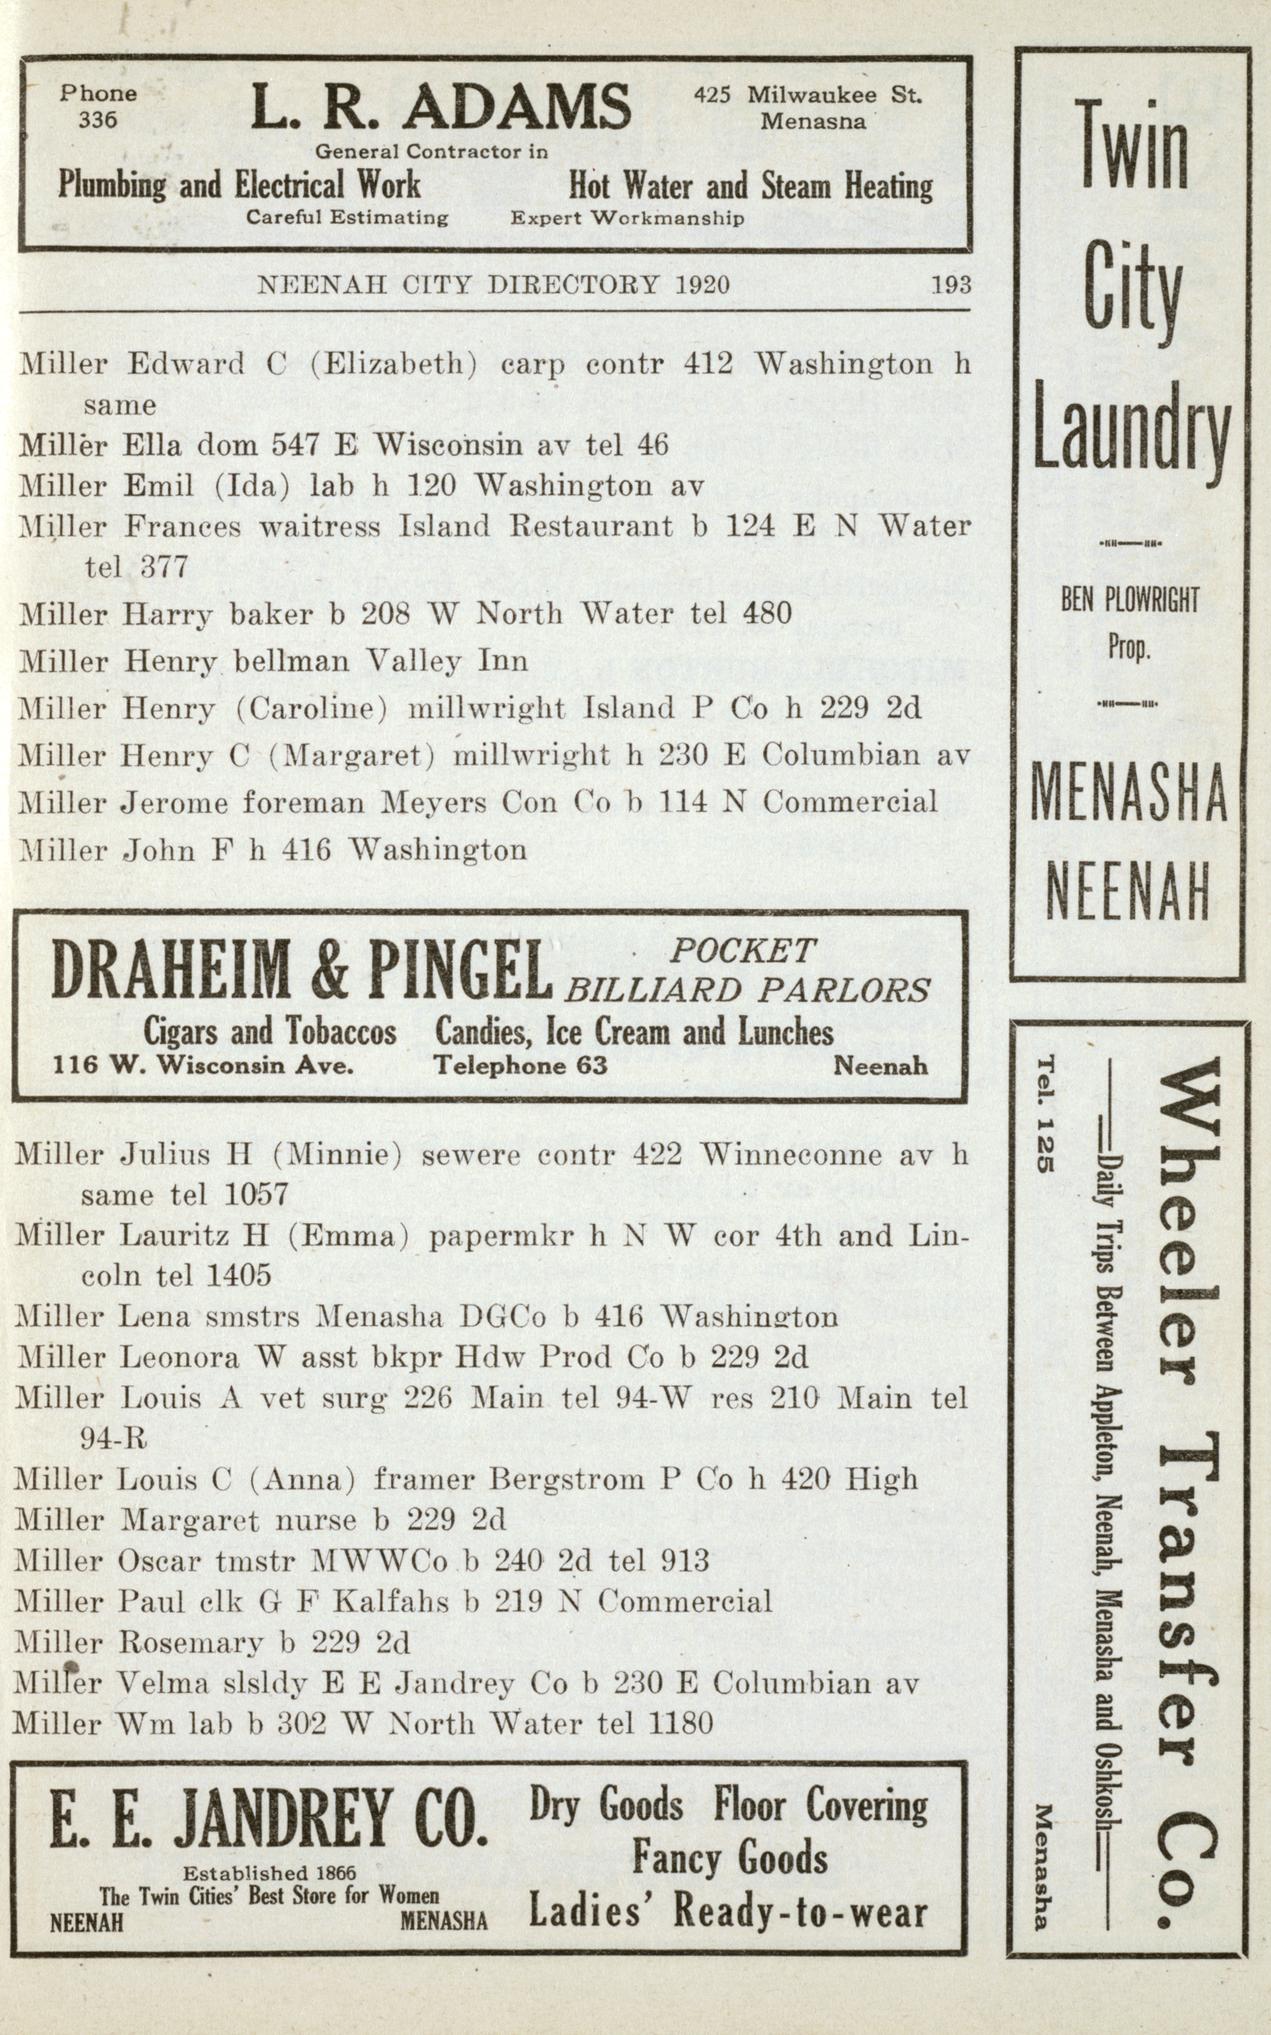 Phone
336
L. R. ADAMS
425 Milwaukee St.
Menasna
General Contractor in
Plumbing and Electrical Work Hot Water and Steam Heating
Careful Estimating Expert Workmanship
NEENAH CITY DIRECTORY 1920 193
Miller Edward C (Elizabeth) carp contr 412 Washington h
same
Miller Ella dom 547 E Wisconsin av tel 46
Miller Emil (Ida) lab h 120 Washington av
Miller Frances waitress Island Restaurant b 124 E N Water
tel 377
Miller Harry baker b 208 W North Water tel 480
Miller Henry bellman Valley Inn
Miller Henry (Caroline) millwright Island P Co h 229 2d
Miller Henry C (Margaret) millwright h 230 E Columbian av
Miller Jerome foreman Meyers Con Co b 114 N Commercial
Miller John F h 416 Washington
DRAHEIM & PINGEL
POCKET
BILLIARD PARLORS
Cigars and Tobaccos Candies, Ice Cream and Lunches
116 W. Wisconsin Ave. Telephone 63 Neenah
Miller Julius H (Minnie) sewere contr 422 Winneconne av h
same tel 1057
Miller Lauritz H (Emma) papermkr h N W cor 4th and Lin-
coln tel 1405
Miller Lena smstrs Menasha DGCo b 416 Washington
Miller Leonora W asst bkpr Hdw Prod Co b 229 2d
Miller Louis A vet surg 226 Main tel 94-W res 210 Main tel
94-R
Miller Louis C (Anna) framer Bergstrom P Co h 420 High
Miller Margaret nurse b 229 2d
Miller Oscar tmstr MWWCo b 240 2d tel 913
Miller Paul clk G F Kalfahs b 219 N Commercial
Miller Rosemary b 229 2d
Miller Velma slsldy E E Jandrey Co b 230 E Columbian av
Miller Wm lab b 302 W North Water tel 1180
E. E. JANDREY CO.
Established 1866
The Twin Cities' Best Store for Women
NEENAH MENASHA
Dry Goods Floor Covering
Fancy Goods
Ladies' Ready-to-wear
Twin
City
Laundry
BEN PLOWRIGHT
Prop.
MENASHA
NEENAH
Wheeler Transfer Co.
Daily Trips Between Appleton, Neenah, Menasha and Oshkosh
Tel. 125 Menasha